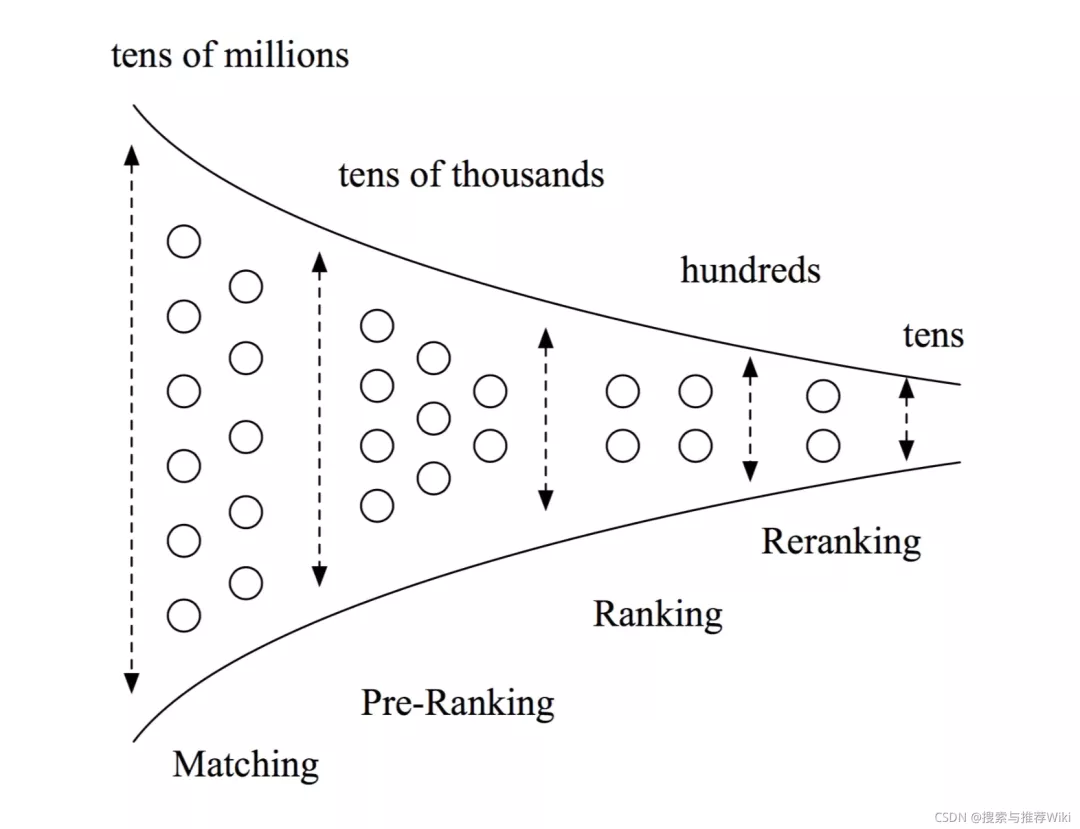 tens of millions
tens of thousands
hundreds
tens
Reranking
Ranking
Pre-Ranking
Matching
CSDN @搜索与推荐Wiki